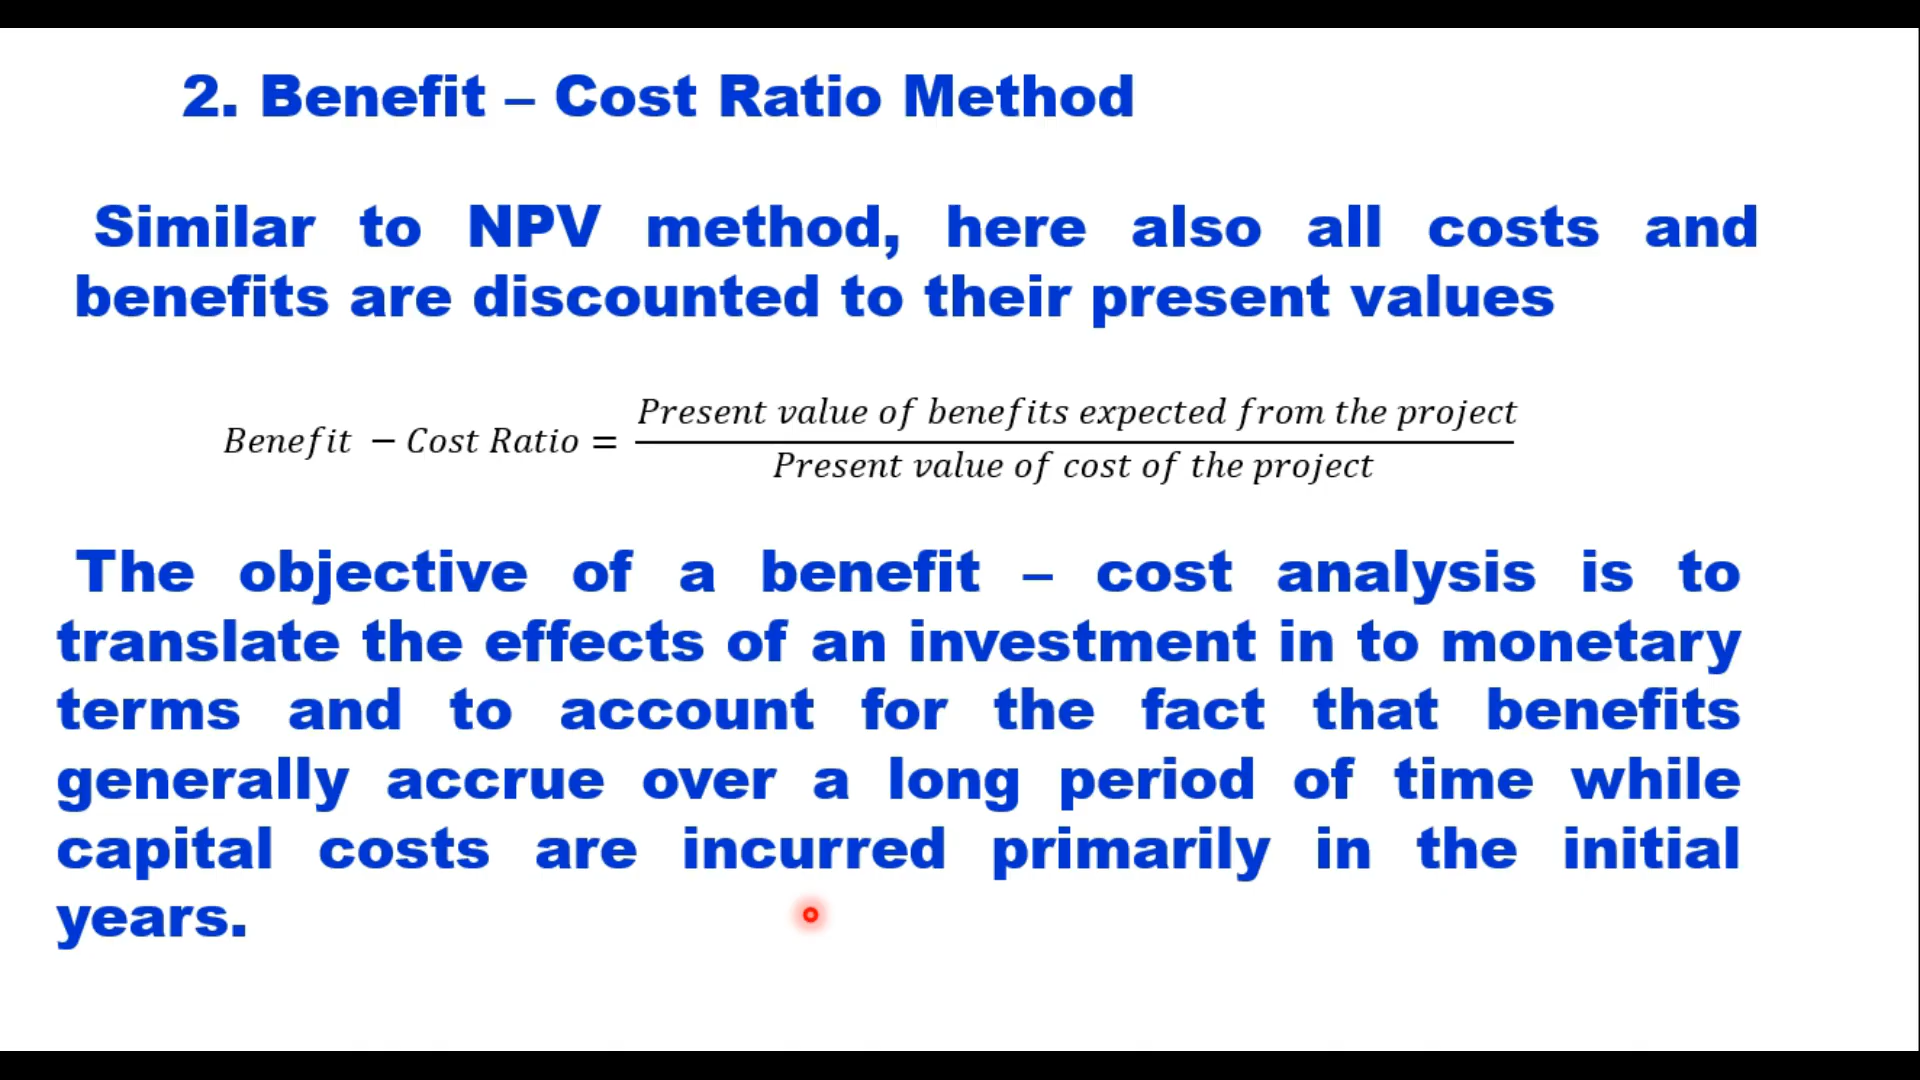 2. Benefit – Cost Ratio Method
Similar to NPV method, here also all costs and
benefits are discounted to their present values
Benefit − Cost Ratio = Present value of benefits expected from the project
Present value of cost of the project
The objective of a benefit – cost analysis is to
translate the effects of an investment in to monetary
terms and to account for the fact that benefits
generally accrue over a long period of time while
capital costs are incurred primarily in the initial
years.